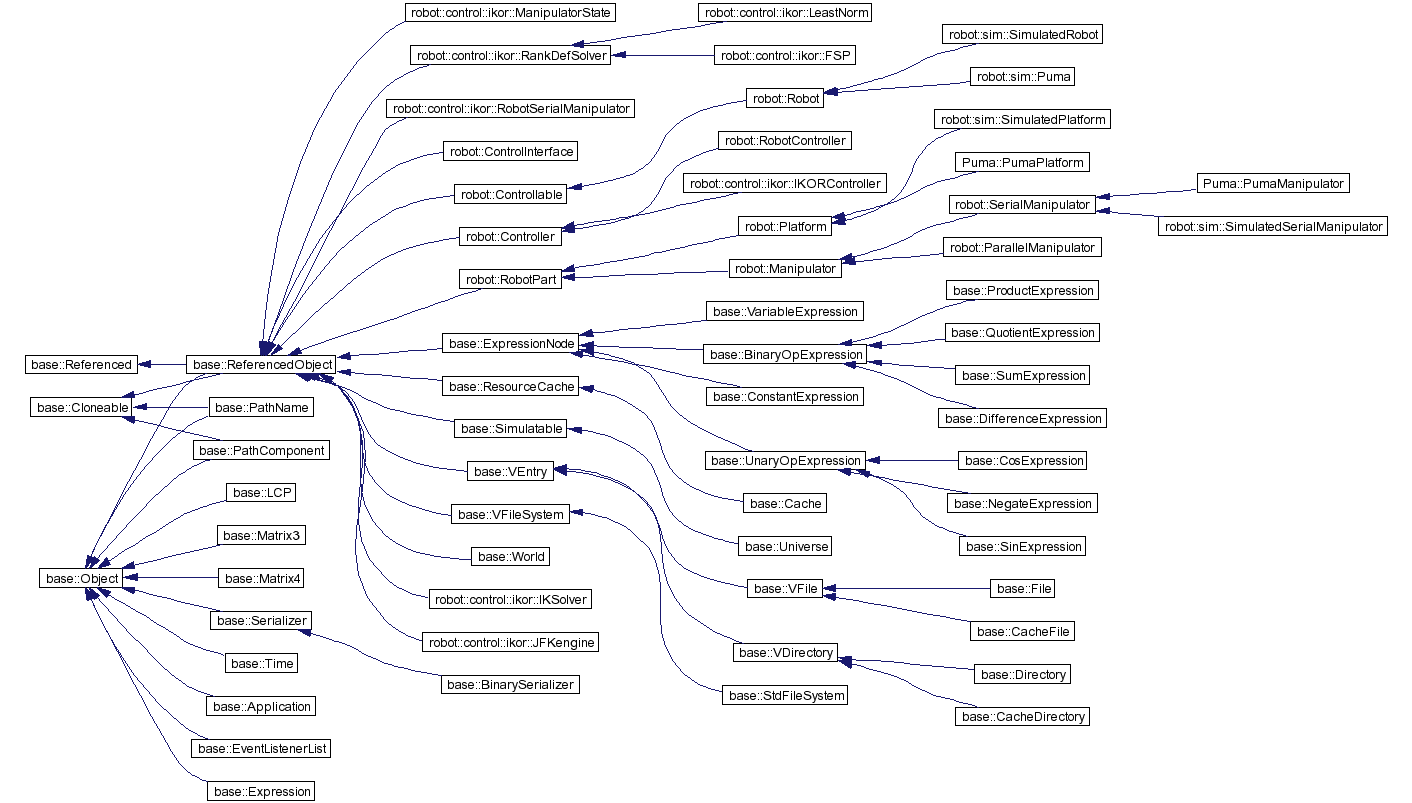 robot::control::ikor::ManipulatorState
robot::control::ikor::LeastNorm
robot::sim::SimulatedRobot
robot::control::ikor::RankDefSolver
robot::control::ikor::FSP
robot::sim::Puma
robot::Robot
robot::control::ikor::RobotSerialManipulator
robot::sim::SimulatedPlatform
robot::RobotController
robot::ControlInterface
Puma::PumaPlatform
robot::control::ikor::IKORController
Puma::PumaManipulator
robot::Controllable
robot::SerialManipulator
robot::Platform
robot::sim::SimulatedSerialManipulator
robot::Controller
robot::ParallelManipulator
robot::Manipulator
robot::RobotPart
base::ProductExpression
base::VariableExpression
base::QuotientExpression
base::ExpressionNode
base::BinaryOpExpression
base::Referenced
base::ReferencedObject
base::SumExpression
base::ResourceCache
base::ConstantExpression
base::Cloneable
base::PathName
base::DifferenceExpression
base::Simulatable
base::PathComponent
base::UnaryOpExpression
base::CosExpression
base::VEntry
base::LCP
base::Cache
base::NegateExpression
base::VFileSystem
base::Matrix3
base::Universe
base::SinExpression
base::World
base::Object
base::Matrix4
base::VFile
base::File
robot::control::ikor::IKSolver
base::Serializer
base::CacheFile
robot::control::ikor::JFKengine
base::VDirectory
base::Time
base::Directory
base::BinarySerializer
base::StdFileSystem
base::Application
base::CacheDirectory
base::EventListenerList
base::Expression